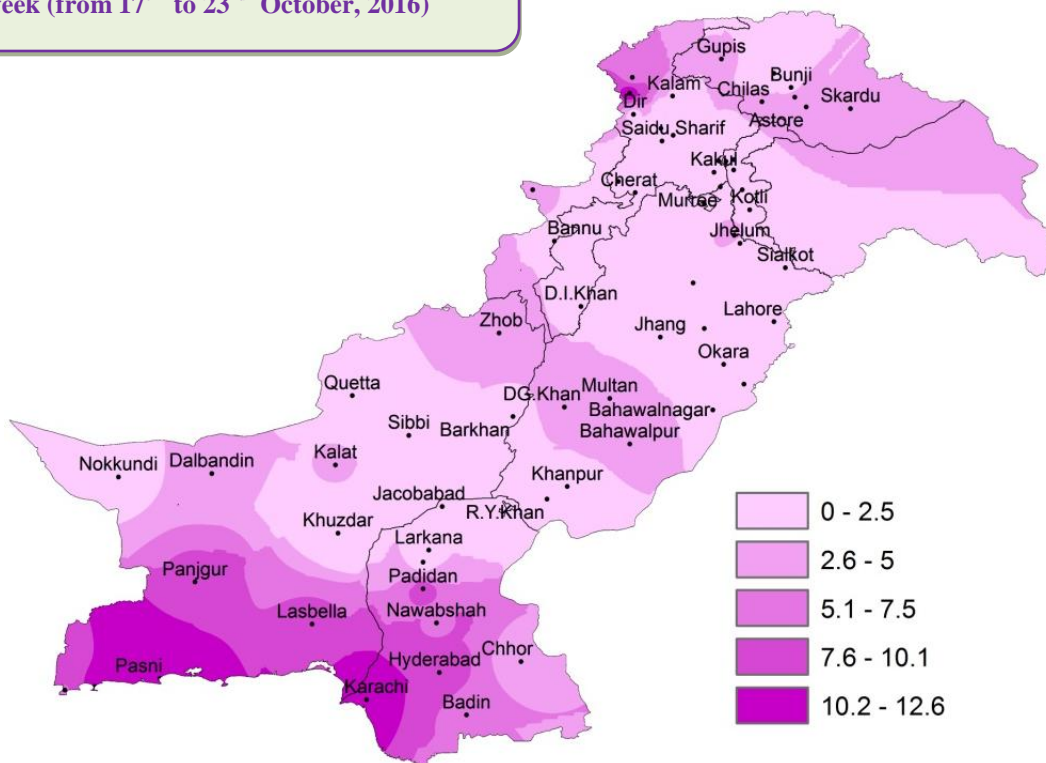 week (from 17 to 23 October, 2016)
Gupis
Bunji
Kalam
Chilas
Skardu
Dir
Astore
Saidu Sharif
Kakul
Cherat
Murree
Kotli
Bannu
Jhelum
Sialkot
D.I.Khan
Zhob
Lahore
Jhang
Okara
Quetta
DG.Khan
Multan
Bahawalnagar
Sibbi
Barkhan
Bahawalpur
Nokkundi
Dalbandin
Kalat
Khanpur
Jacobabad
R.Y.Khan
Khuzdar
Larkana
Panjgur
Padidan
Lasbella
Nawabshah
Chhor
Pasni
Hyderabad
Karachi
Badin
0 - 2.5
2.6 - 5
5.1 - 7.5
7.6 - 10.1
10.2 - 12.6